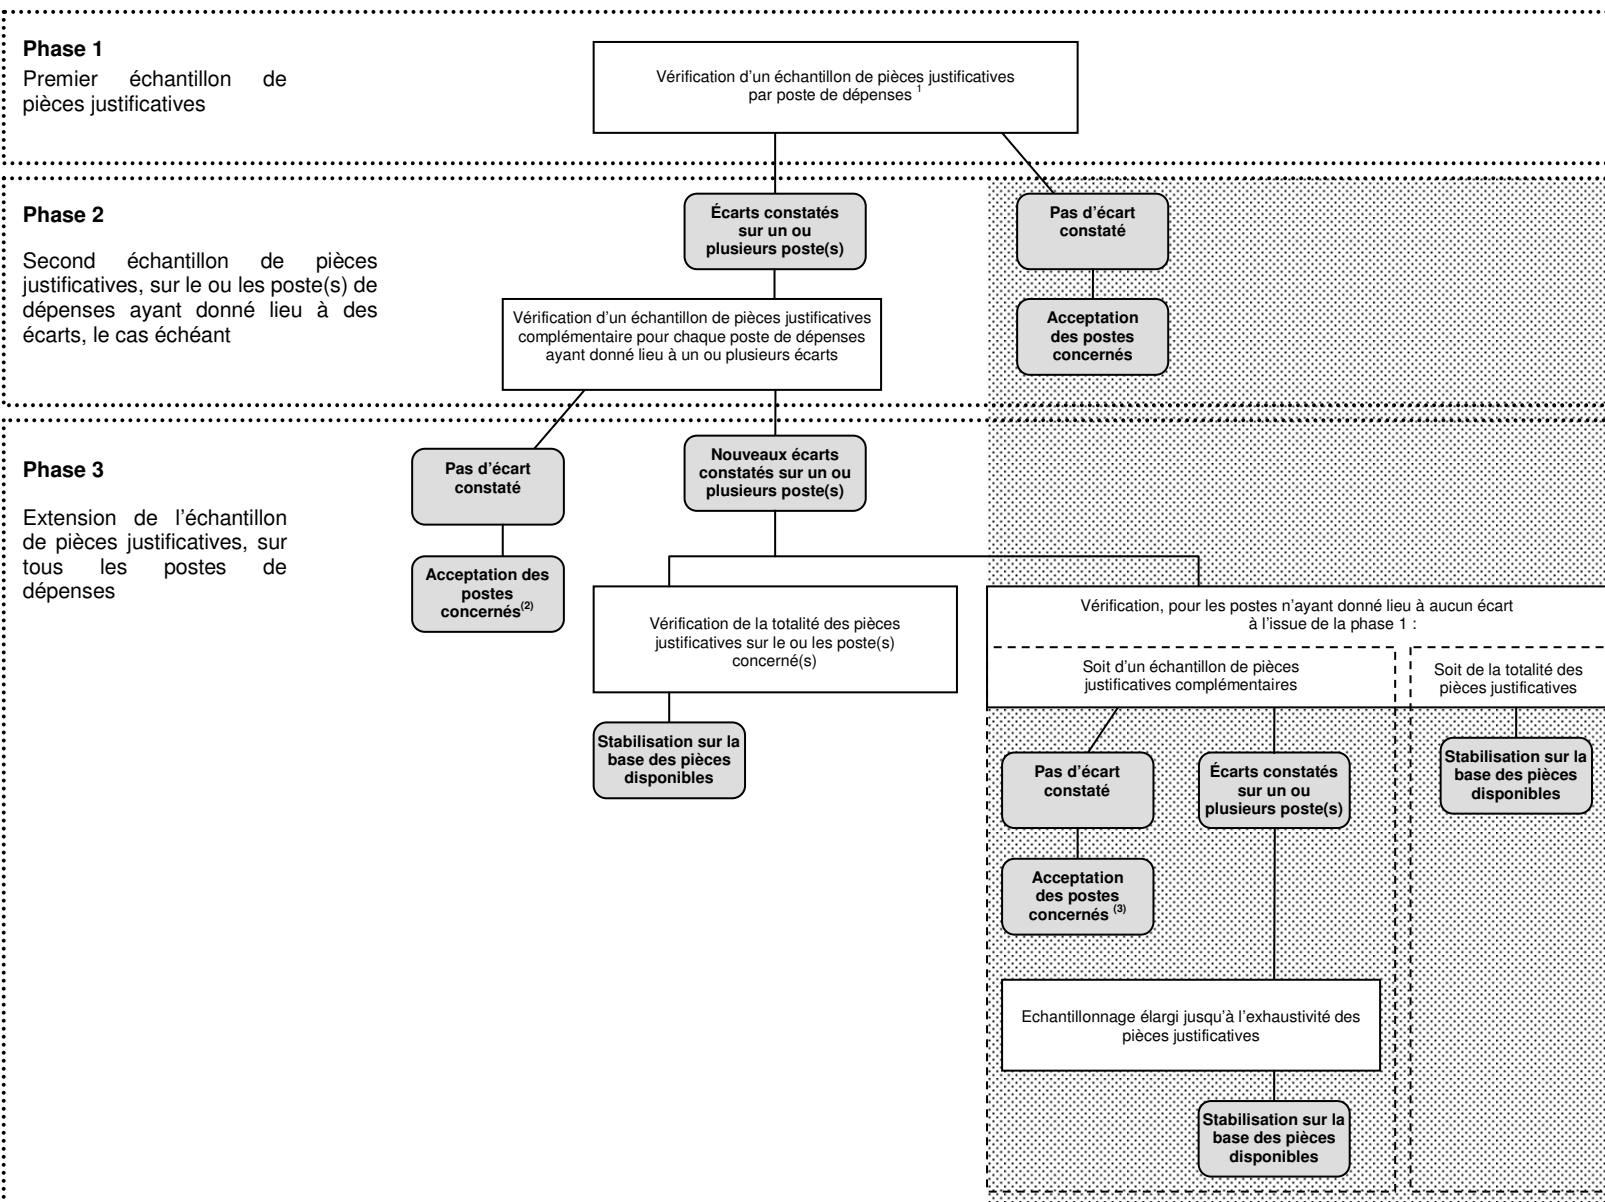 Phase 1
Premier échantillon de
pièces justificatives
Vérification d'un échantillon de pièces justificatives
par poste de dépenses 1
Phase 2
Second échantillon de pièces
justificatives, sur le ou les poste(s) de
dépenses ayant donné lieu à des
écarts, le cas échéant
Écarts constatés
sur un ou
plusieurs poste(s)
Pas d'écart
constaté
Vérification d'un échantillon de pièces justificatives
complémentaire pour chaque poste de dépenses
ayant donné lieu à un ou plusieurs écarts
Acceptation
des postes
concernés
Phase 3
Extension de l'échantillon
de pièces justificatives, sur
tous les postes de
dépenses
Pas d'écart
constaté
Nouveaux écarts
constatés sur un ou
plusieurs poste(s)
Acceptation des
postes
concernés(2)
Vérification de la totalité des pièces
justificatives sur le ou les poste(s)
concerné(s)
Vérification, pour les postes n'ayant donné lieu à aucun écart
à l'issue de la phase 1 :
Soit d'un échantillon de pièces
justificatives complémentaires
Soit de la totalité des
pièces justificatives
Stabilisation sur la
base des pièces
disponibles
Pas d'écart
constaté
Écarts constatés
sur un ou
plusieurs poste(s)
Stabilisation sur la
base des pièces
disponibles
Acceptation
des postes
concernés (3)
Echantillonnage élargi jusqu'à l'exhaustivité des
pièces justificatives
Stabilisation sur la
base des pièces
disponibles